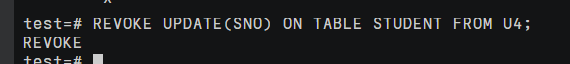 test=# REVOKE UPDATE(SNO) ON TABLE STUDENT FROM U4;
REVOKE
test=#